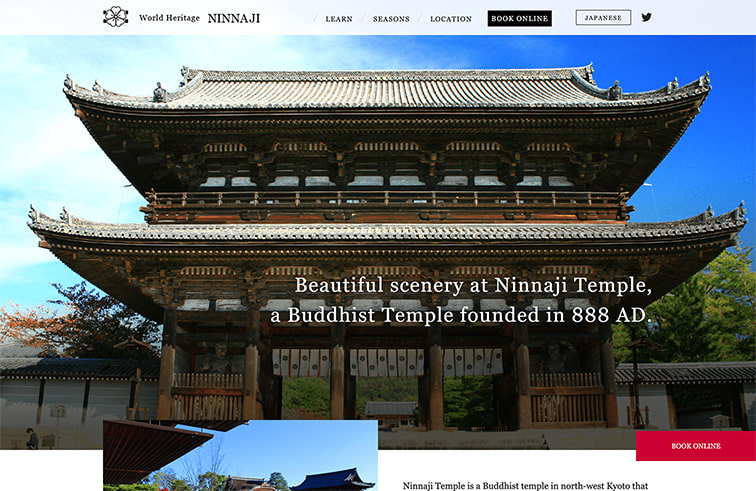 World Heritage NINNAJI
LEARN
SEASONS
LOCATION
BOOK ONLINE
JAPANESE
Beautiful scenery at Ninnaji Temple,
a Buddhist Temple founded in 888 AD.
BOOK ONLINE
Ninnaji Temple is a Buddhist temple in north-west Kyoto that